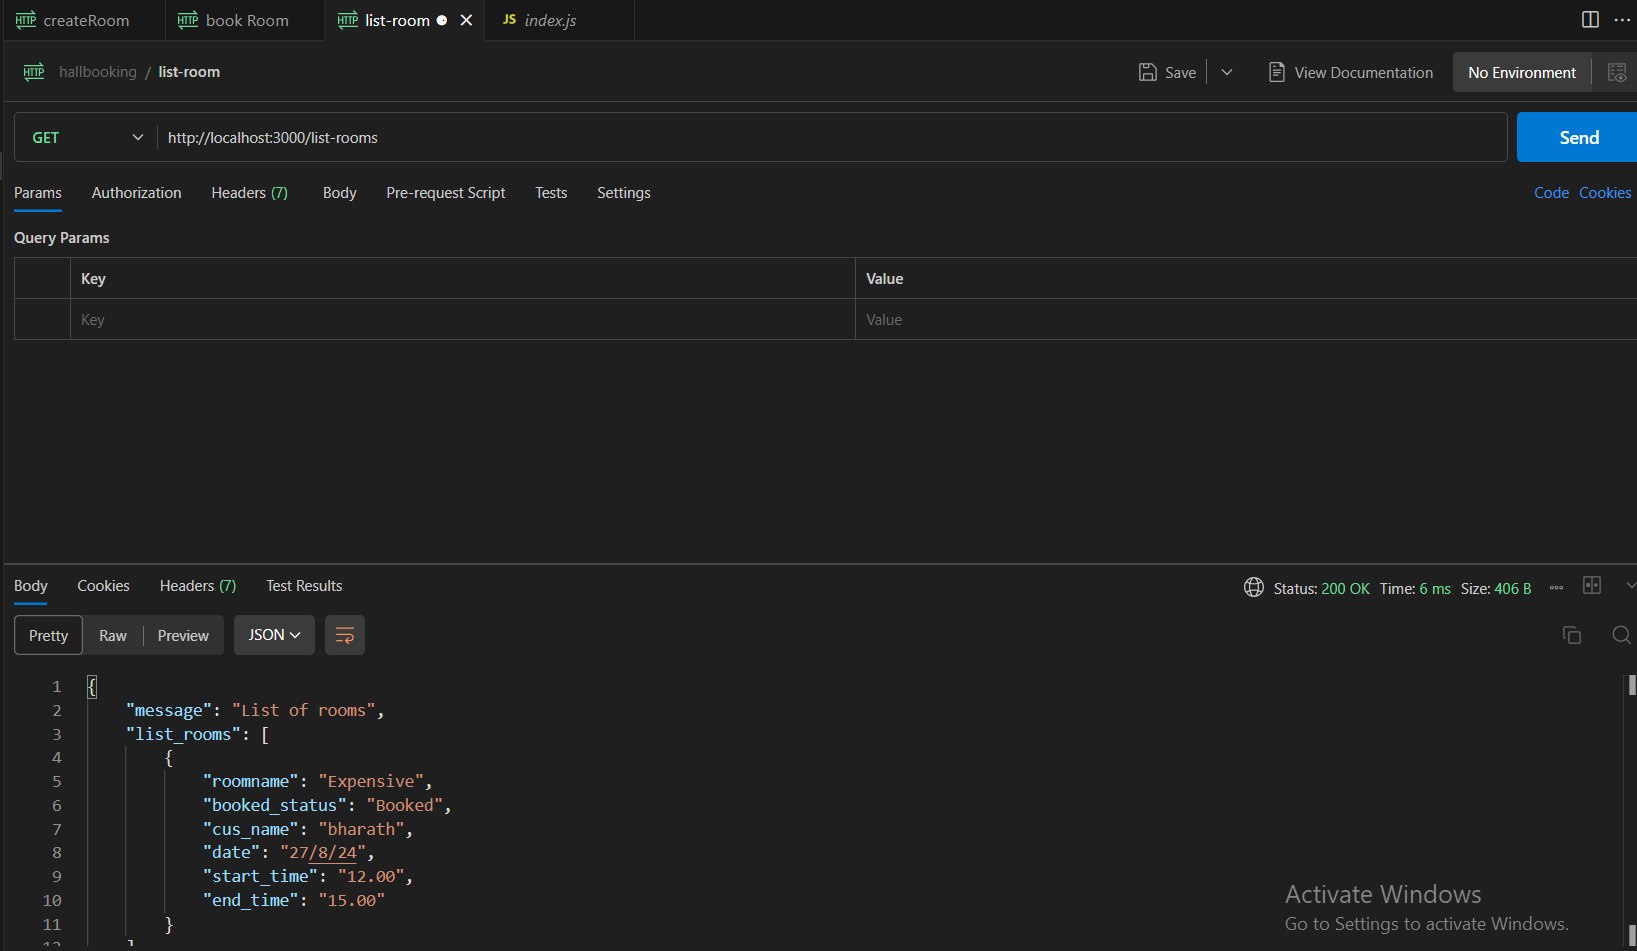 HTTP createRoom HTTP book Room HTTP list-room JS index.js
HTTP hallbooking / list-room Save View Documentation No Environment
GET http://localhost:3000/list-rooms Send
Params Authorization Headers (7) Body Pre-request Script Tests Settings Code Cookies
Query Params
Key Value
Key Value
Body Cookies Headers (7) Test Results Status: 200 OK Time: 6 ms Size: 406 B
Pretty Raw Preview JSON
1 {
2 "message": "List of rooms",
3 "list_rooms": [
4 {
5 "roomname": "Expensive",
6 "booked_status": "Booked",
7 "cus_name": "bharath",
8 "date": "27/8/24",
9 "start_time": "12.00",
10 "end_time": "15.00"
11 }
12 ]
Activate Windows
Go to Settings to activate Windows.